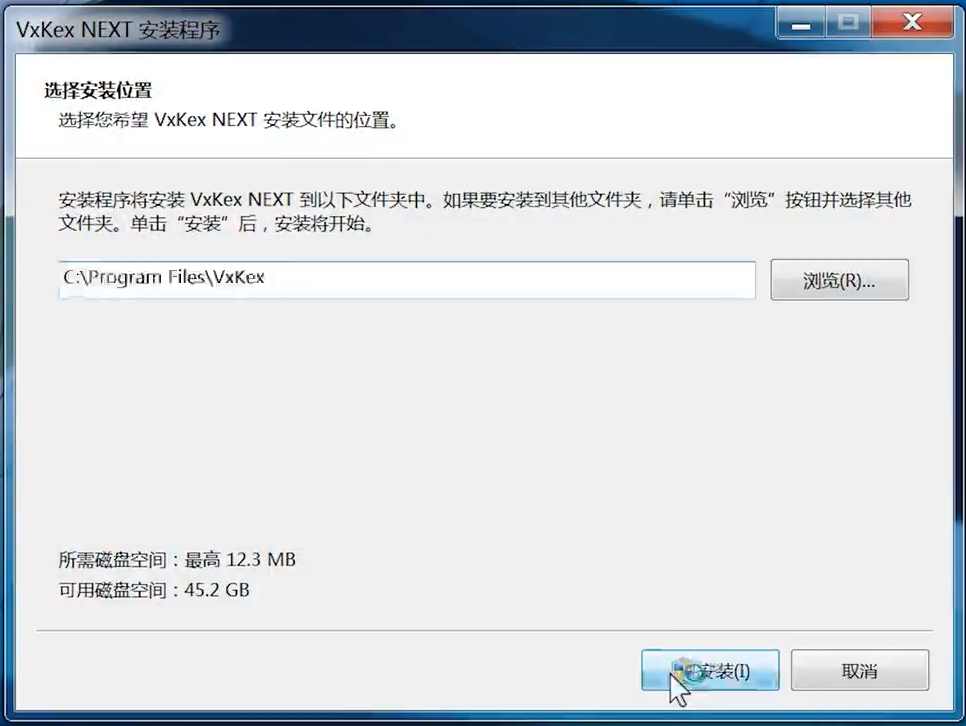 VxKex NEXT 安装程序
选择安装位置
选择您希望 VxKex NEXT 安装文件的位置。
安装程序将安装 VxKex NEXT 到以下文件夹中。如果要安装到其他文件夹，请单击“浏览”按钮并选择其他
文件夹。单击“安装”后，安装将开始。
C:\Program Files\VxKex
浏览(R)...
所需磁盘空间：最高 12.3 MB
可用磁盘空间：45.2 GB
安装(I)
取消